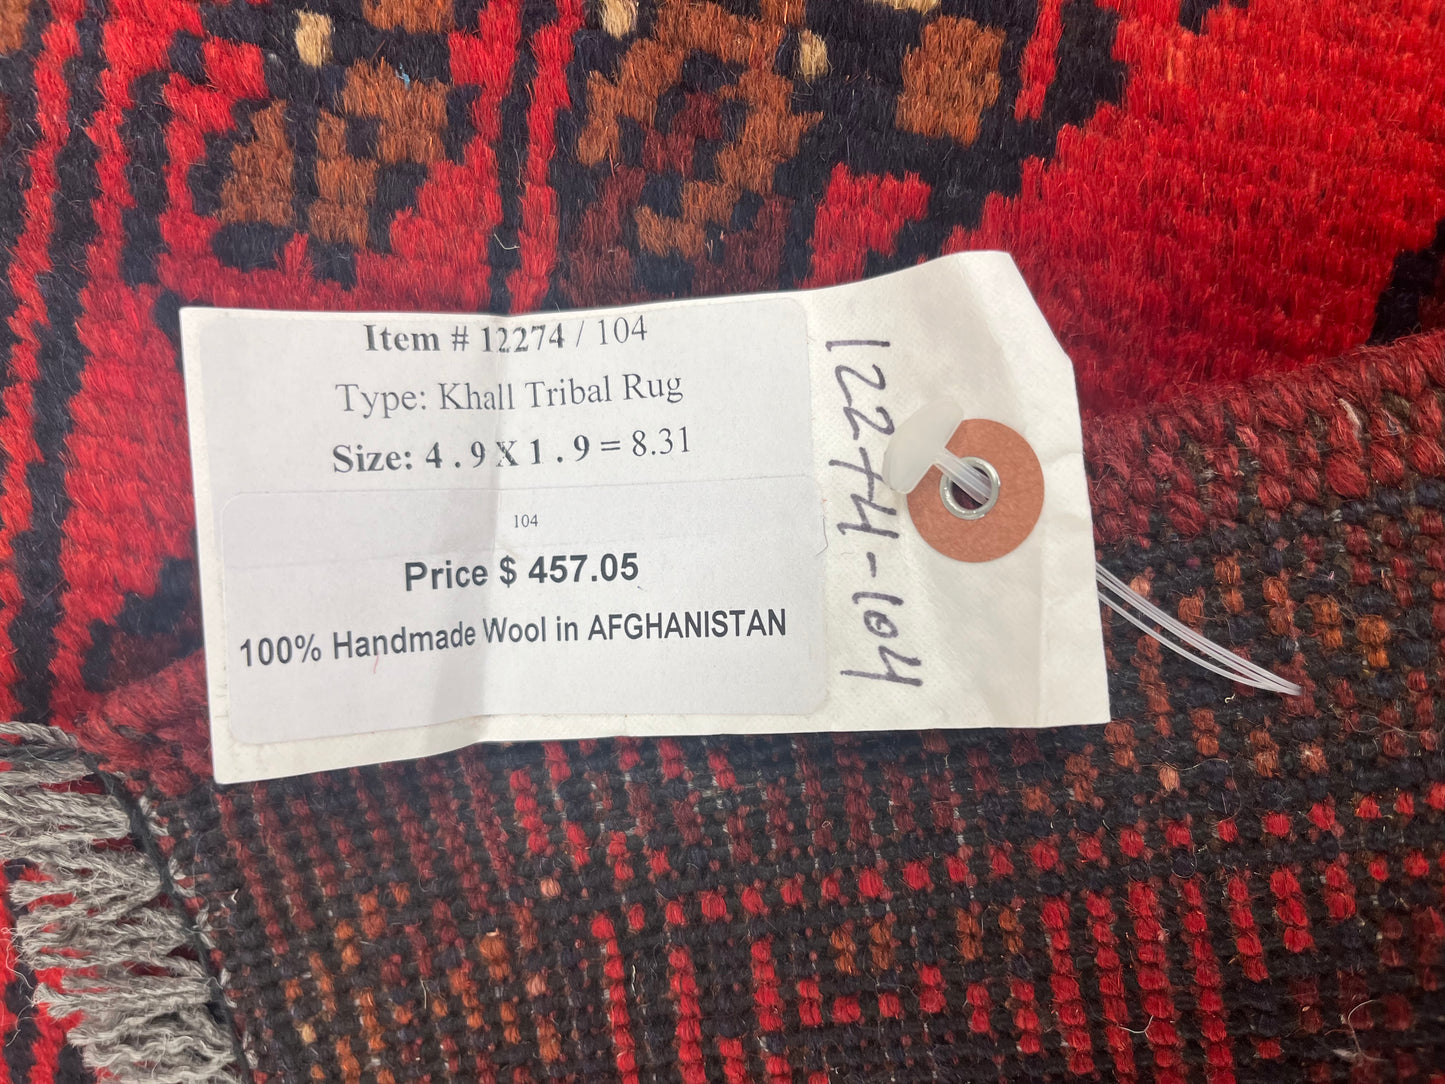 Item # 12274 / 104
Type: Khall Tribal Rug
Size: 4 . 9 X 1 . 9 = 8.31
104
Price $ 457.05
100% Handmade Wool in AFGHANISTAN
12274-104